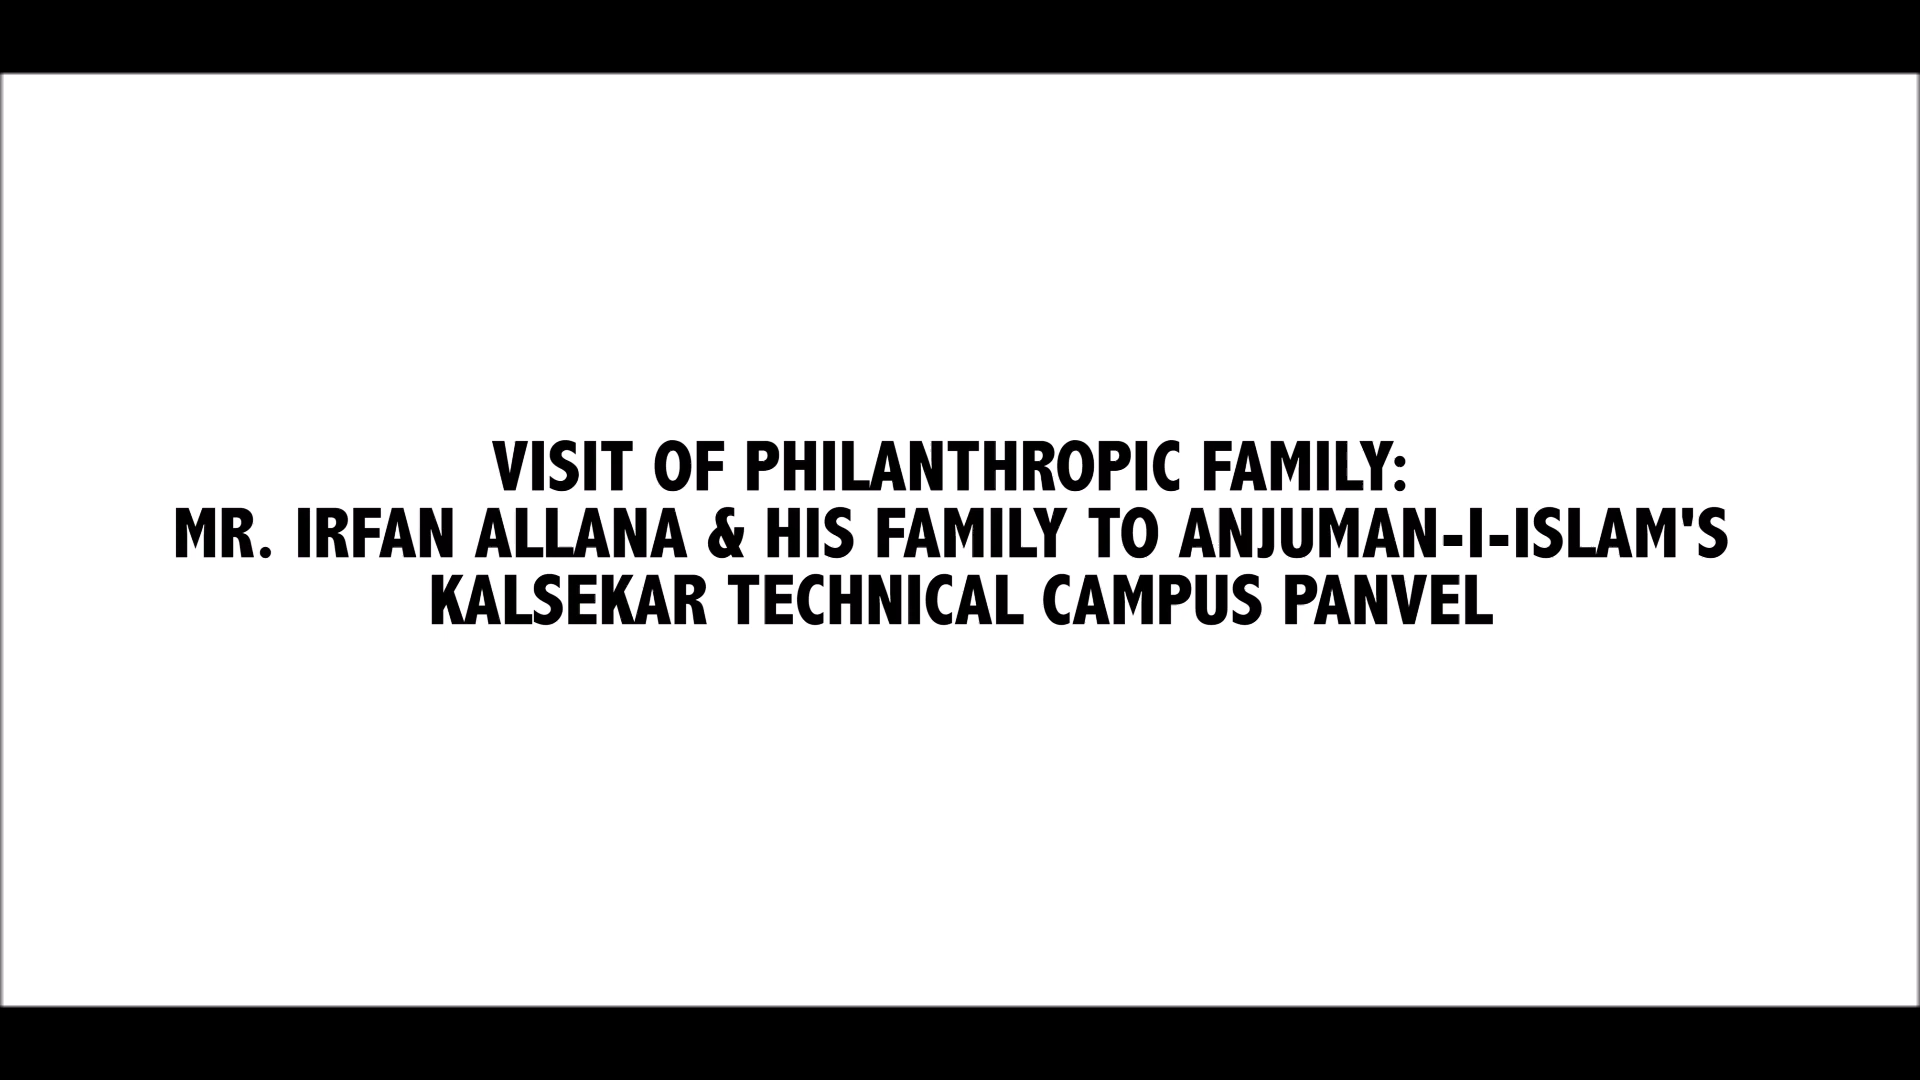 VISIT OF PHILANTHROPIC FAMILY:
MR. IRFAN ALLANA & HIS FAMILY TO ANJUMAN-I-ISLAM'S
KALSEKAR TECHNICAL CAMPUS PANVEL